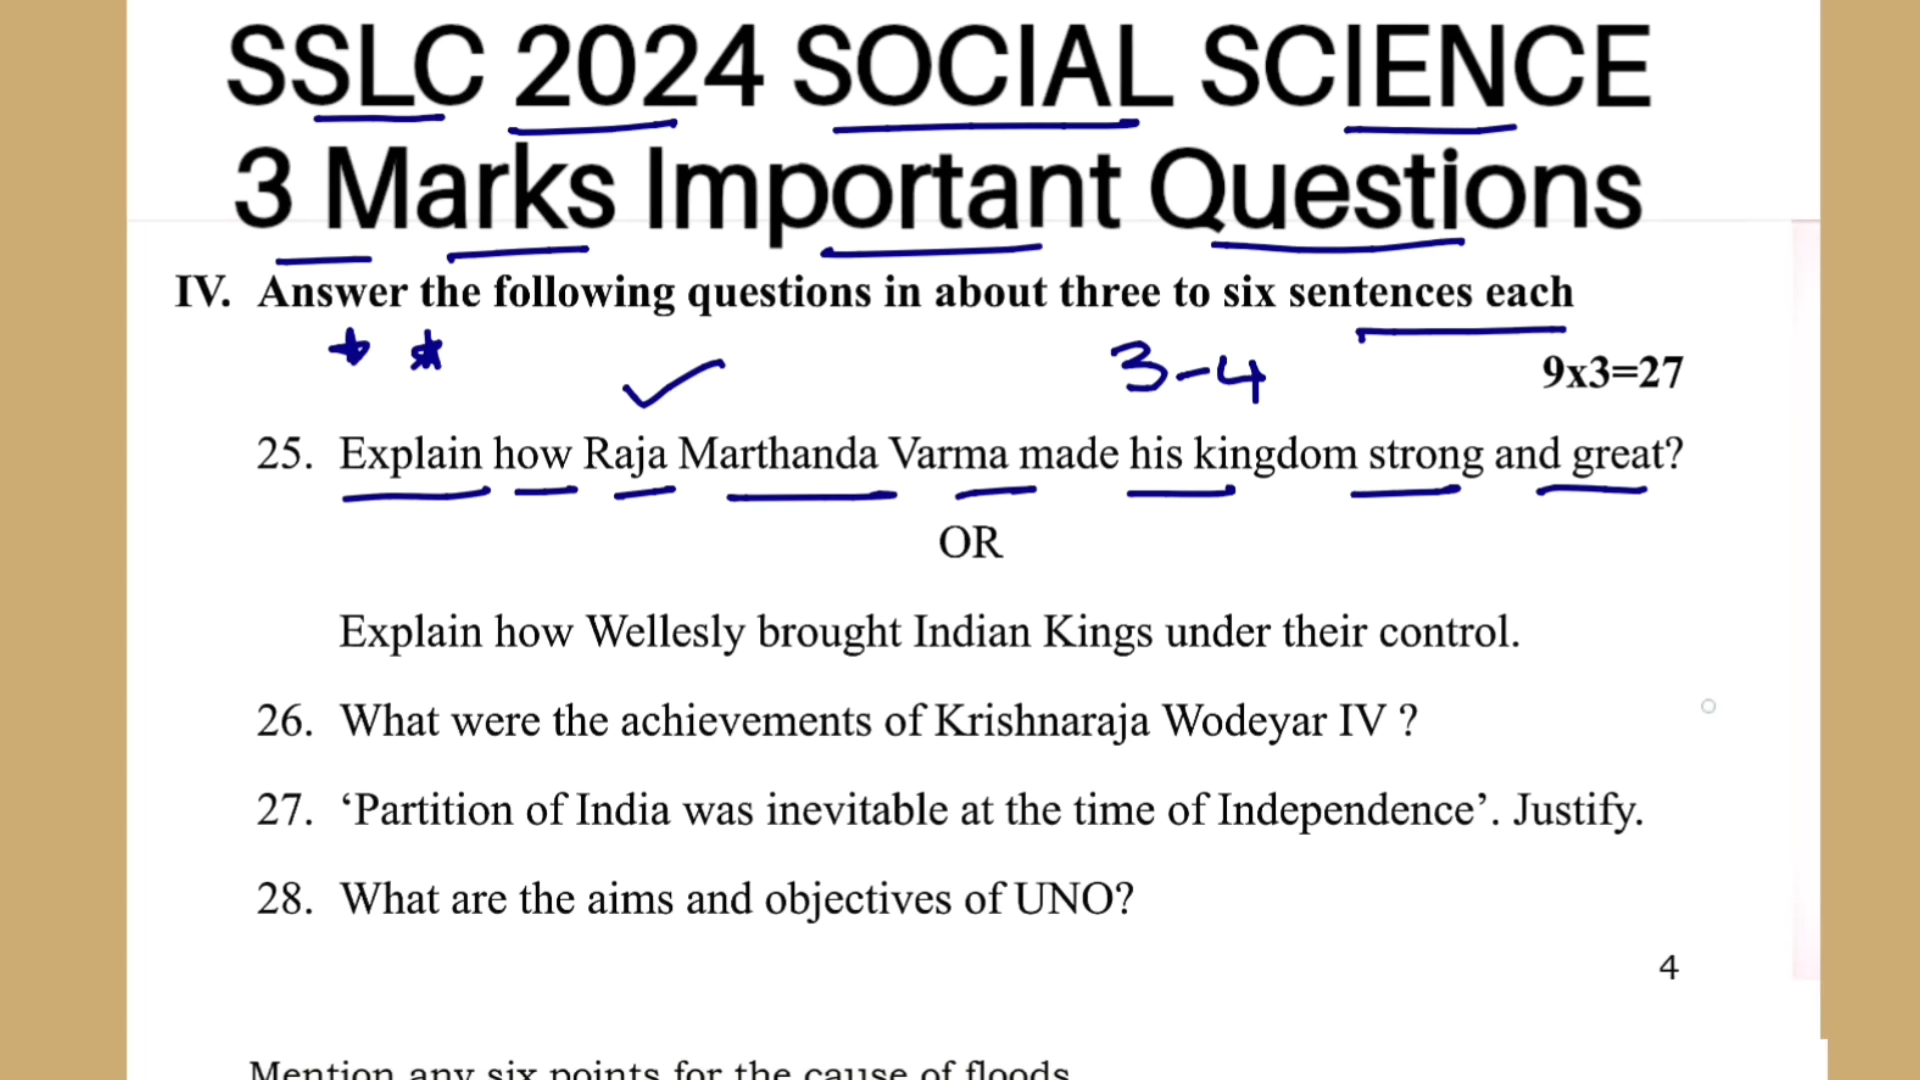 SSLC 2024 SOCIAL SCIENCE
3 Marks Important Questions
IV. Answer the following questions in about three to six sentences each
3-4
9x3=27
25. Explain how Raja Marthanda Varma made his kingdom strong and great?
OR
Explain how Wellesly brought Indian Kings under their control.
26. What were the achievements of Krishnaraja Wodeyar IV ?
27. ‘Partition of India was inevitable at the time of Independence’. Justify.
28. What are the aims and objectives of UNO?
4
Mention any six points for the cause of floods